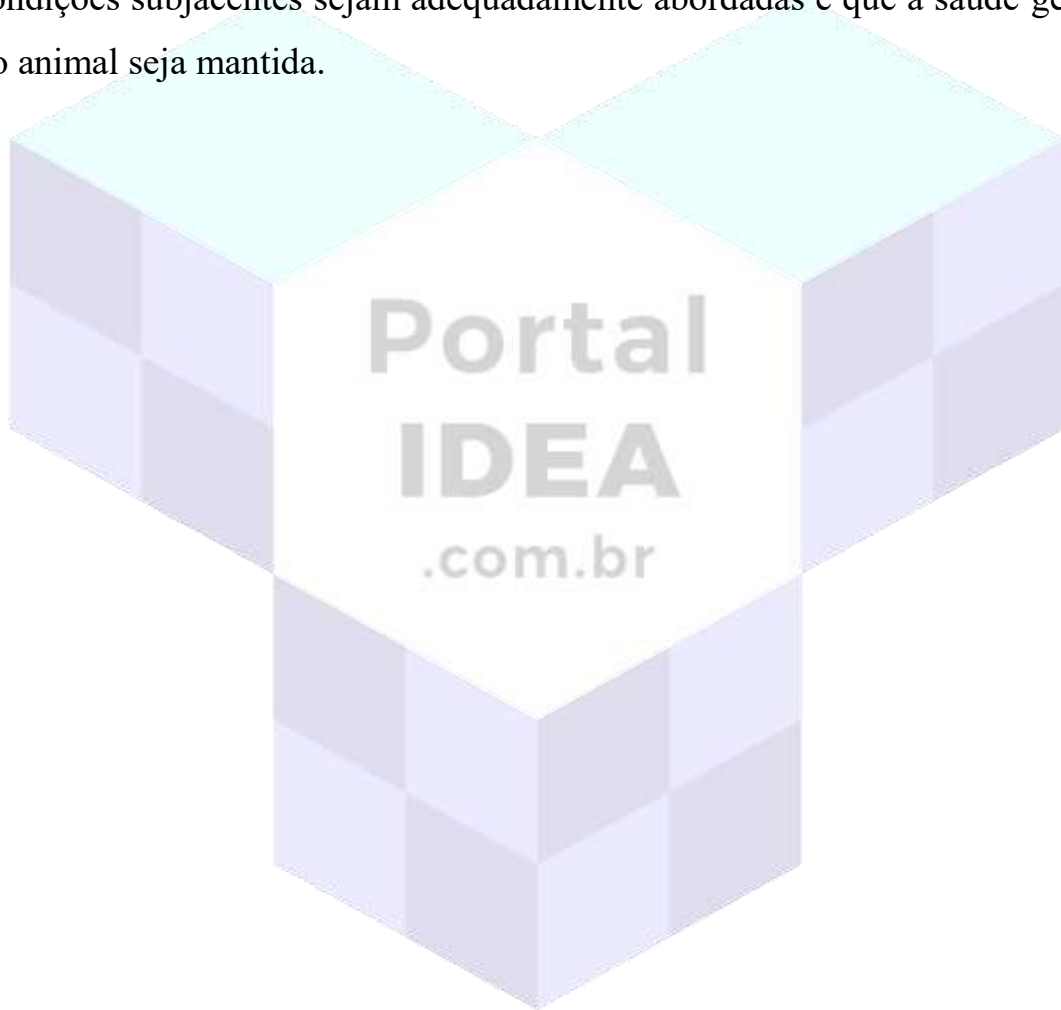 ondições subjacentes sejam adequadamente abordadas e que a saúde ge
o animal seja mantida.
Portal
IDEA
.com.br